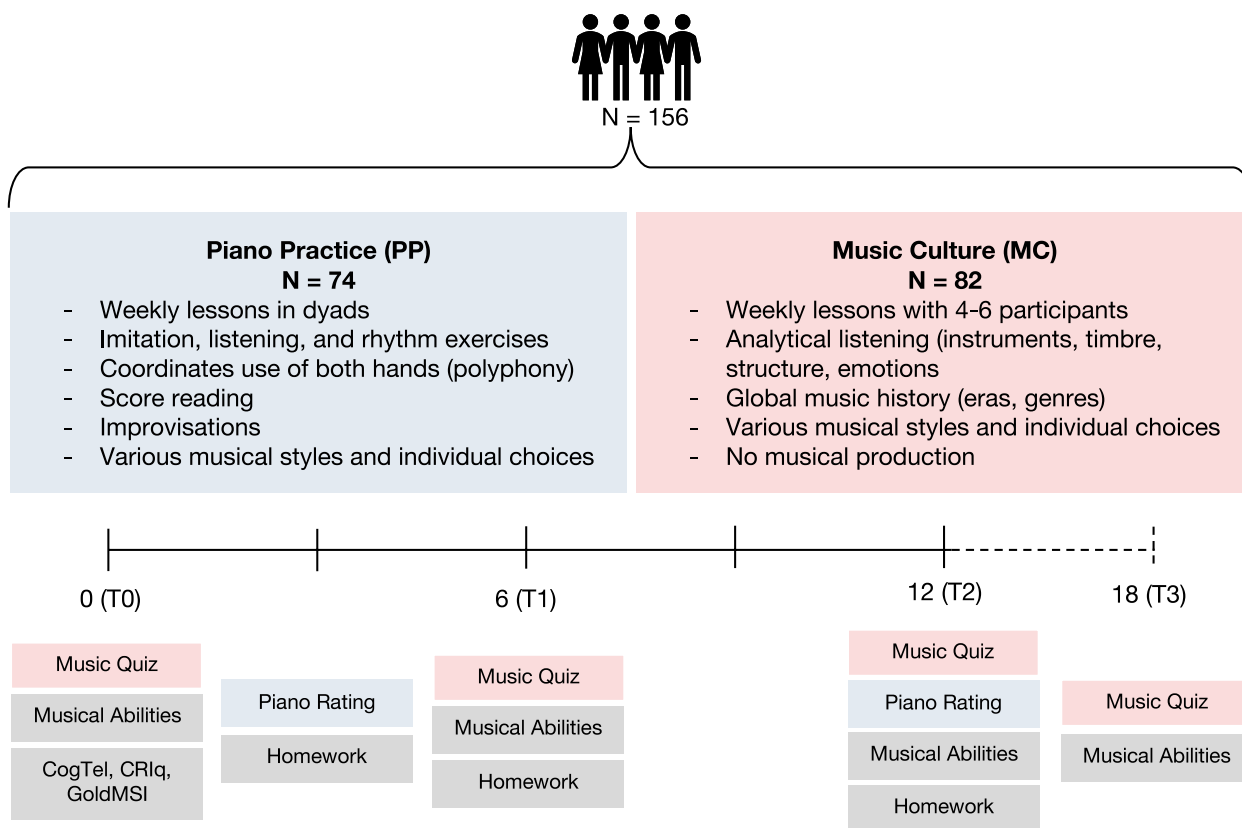 N = 156
Piano Practice (PP)
N = 74
- Weekly lessons in dyads
- Imitation, listening, and rhythm exercises
- Coordinates use of both hands (polyphony)
- Score reading
- Improvisations
- Various musical styles and individual choices
Music Culture (MC)
N = 82
- Weekly lessons with 4-6 participants
- Analytical listening (instruments, timbre,
structure, emotions
- Global music history (eras, genres)
- Various musical styles and individual choices
- No musical production
0 (T0)
6 (T1)
12 (T2)
18 (T3)
Music Quiz
Musical Abilities
CogTel, CRIq,
GoldMSI
Piano Rating
Homework
Music Quiz
Musical Abilities
Homework
Music Quiz
Piano Rating
Musical Abilities
Homework
Music Quiz
Musical Abilities